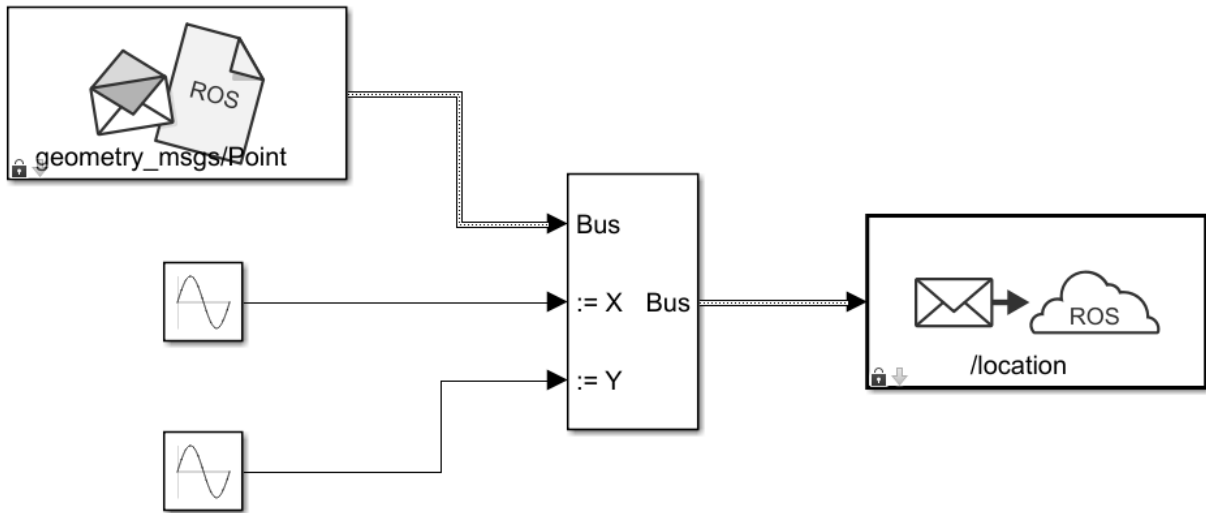 ROS
geometry_msgs/Point
Bus
:= X
Bus
:= Y
ROS
/location